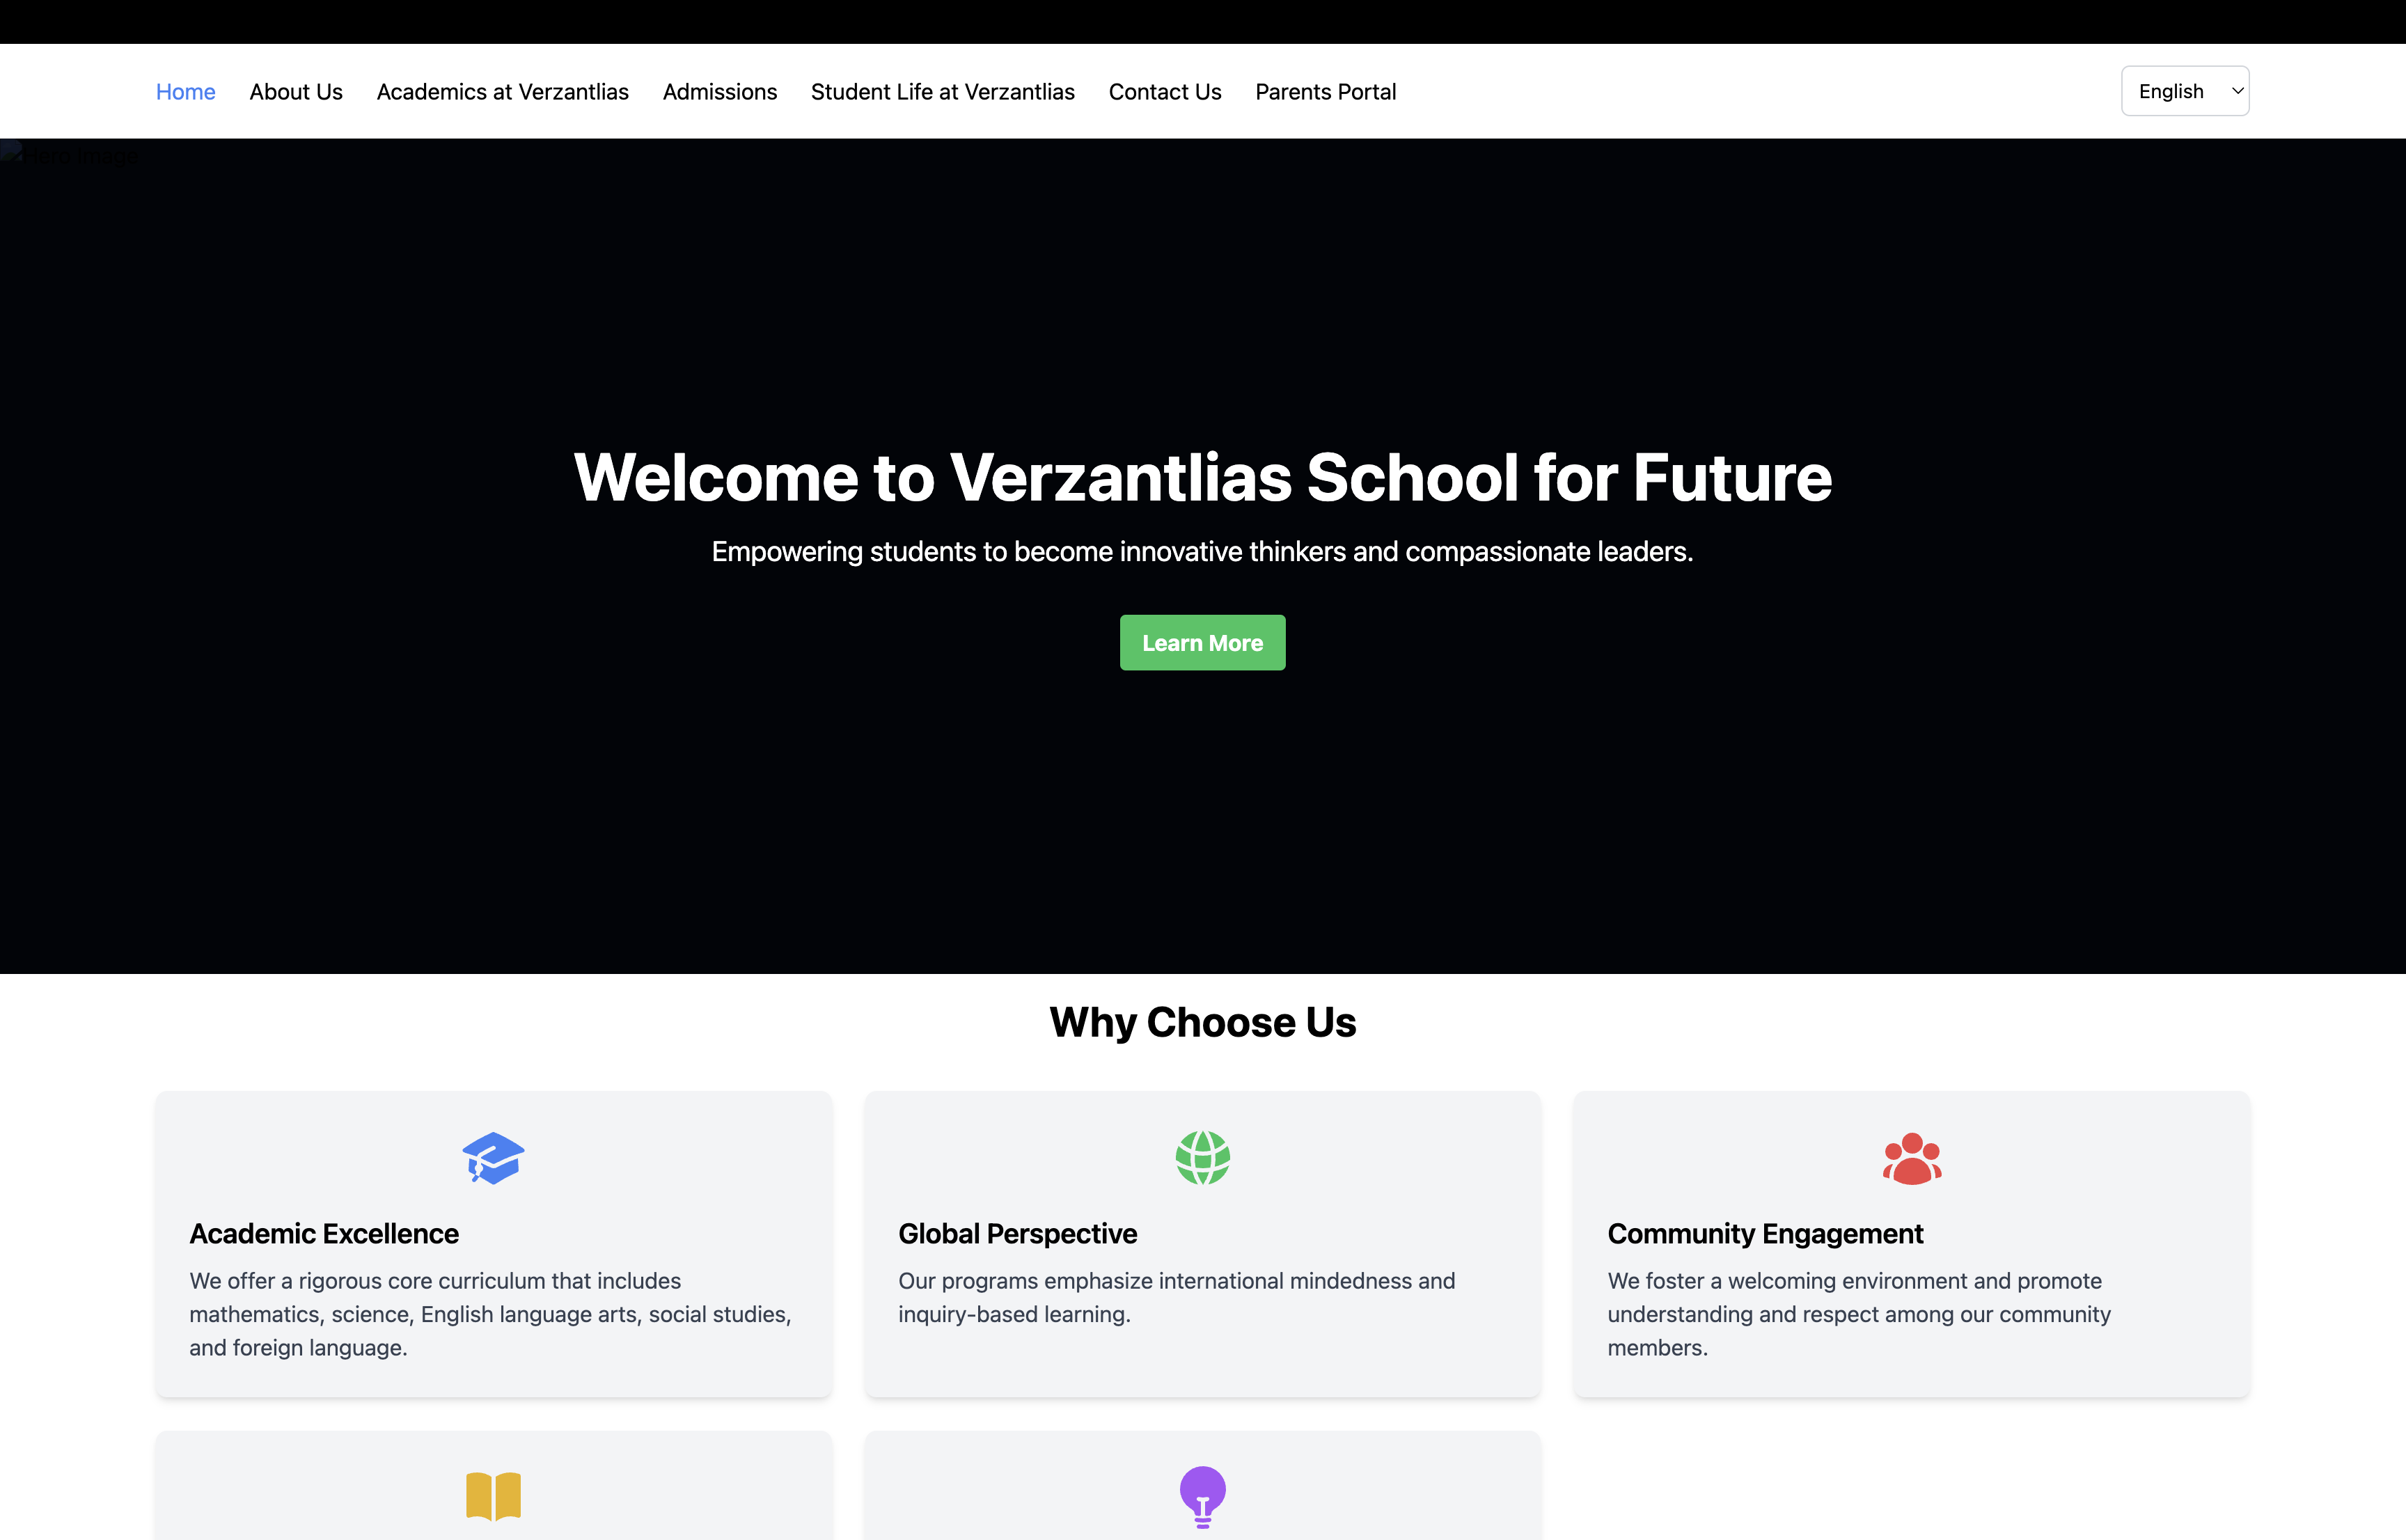 Home About Us Academics at Verzantlias Admissions Student Life at Verzantlias Contact Us Parents Portal English
Hero image
Welcome to Verzantlias School for Future
Empowering students to become innovative thinkers and compassionate leaders.
Learn More
Why Choose Us
Academic Excellence
We offer a rigorous core curriculum that includes
mathematics, science, English language arts, social studies,
and foreign language.
Global Perspective
Our programs emphasize international mindedness and
inquiry-based learning.
Community Engagement
We foster a welcoming environment and promote
understanding and respect among our community
members.